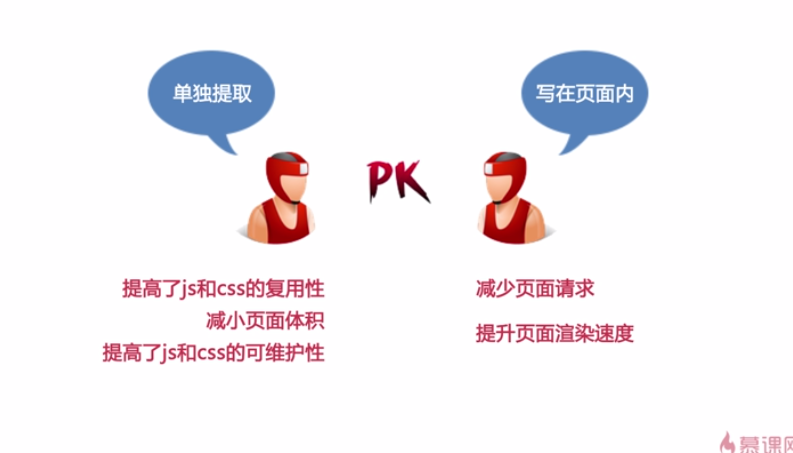 单独提取
写在页面内
PK
提高了js和css的复用性
减小页面体积
提高了js和css的可维护性
减少页面请求
提升页面渲染速度
慕课网